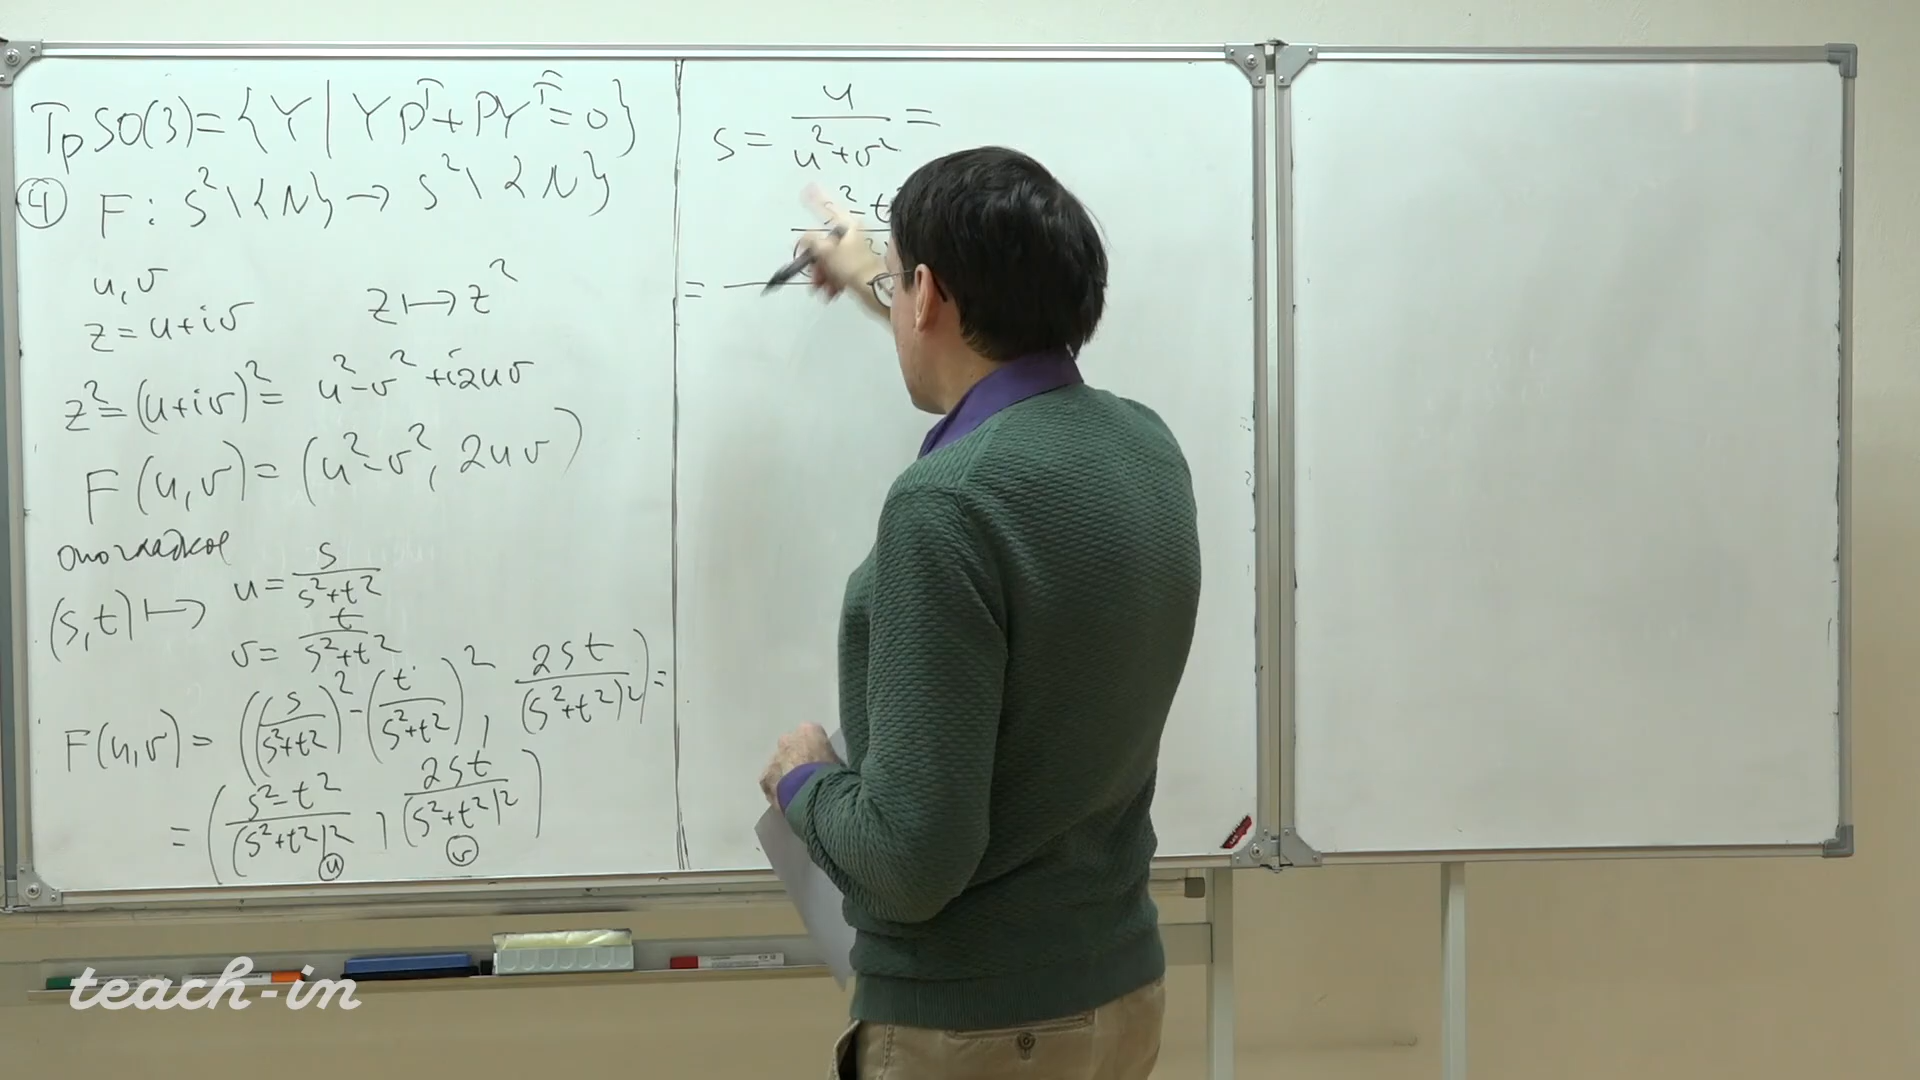 T_p SO(3) = {Y | YP^T + PY^T = 0}
④ F: S² \ {N} → S² \ {N}
u, v
z = u + iv z ↦ z²
z² = (u + iv)² = u² - v² + i2uv
F(u, v) = (u² - v², 2uv)
(s, t) ↦ u = s/(s² + t²)
v = t/(s² + t²)
F(u, v) = ((s/(s² + t²))² - (t/(s² + t²))², 2st/(s² + t²)²) =
= ((s² - t²)/(s² + t²)², 2st/(s² + t²)²)
u v
s = u/(u² + v²) =
=
teach-in